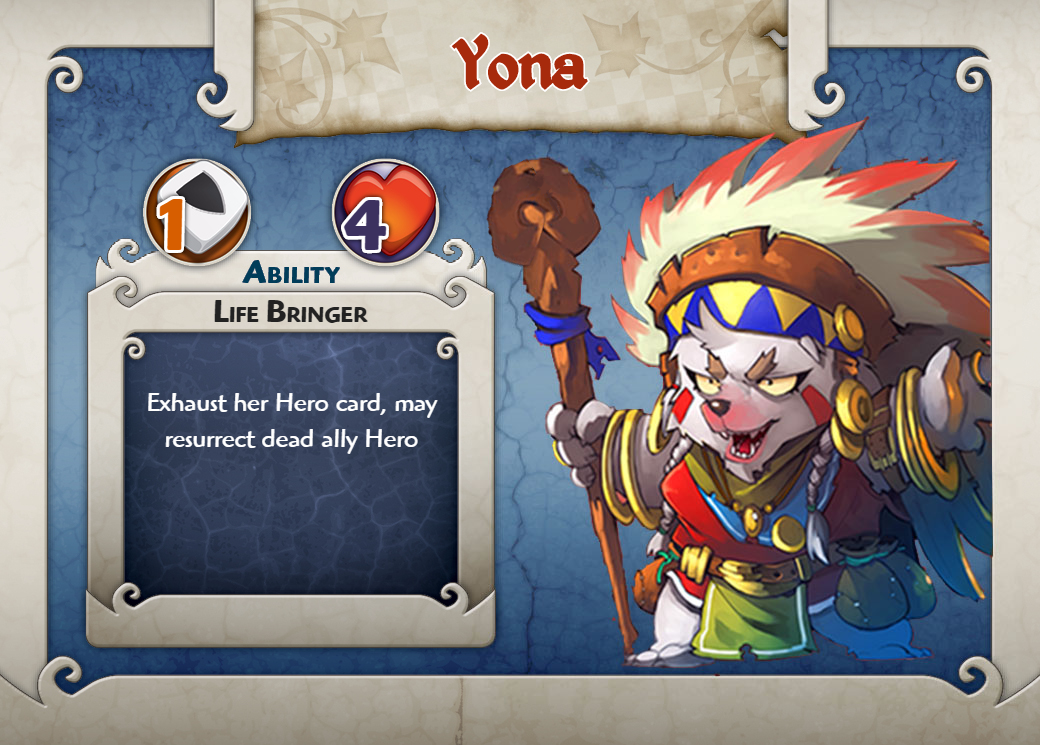 Yona
1
4
Ability
Life Bringer
Exhaust her Hero card, may
resurrect dead ally Hero